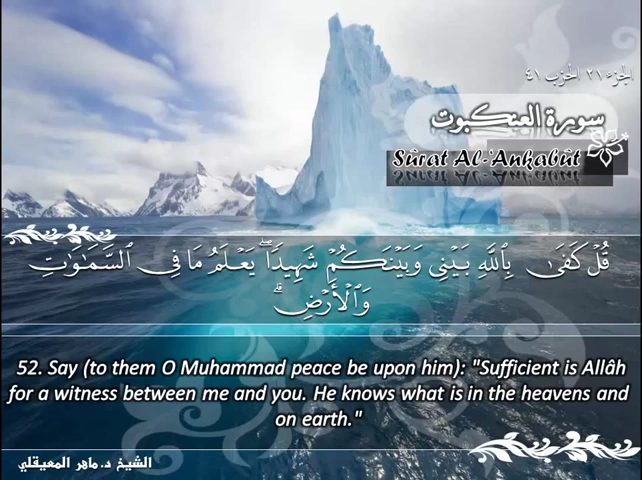 الجزء ٢١ الحزب ٤١
سورة العنكبوت
Sûrat Al-'Ankabût
قُلْ كَفَىٰ بِٱللَّهِ بَيْنِى وَبَيْنَكُمْ شَهِيدًا ۖ يَعْلَمُ مَا فِى ٱلسَّمَـٰوَٰتِ
وَٱلْأَرْضِ ۗ
52. Say (to them O Muhammad peace be upon him): "Sufficient is Allâh
for a witness between me and you. He knows what is in the heavens and
on earth."
الشيخ د. ماهر المعيقلي